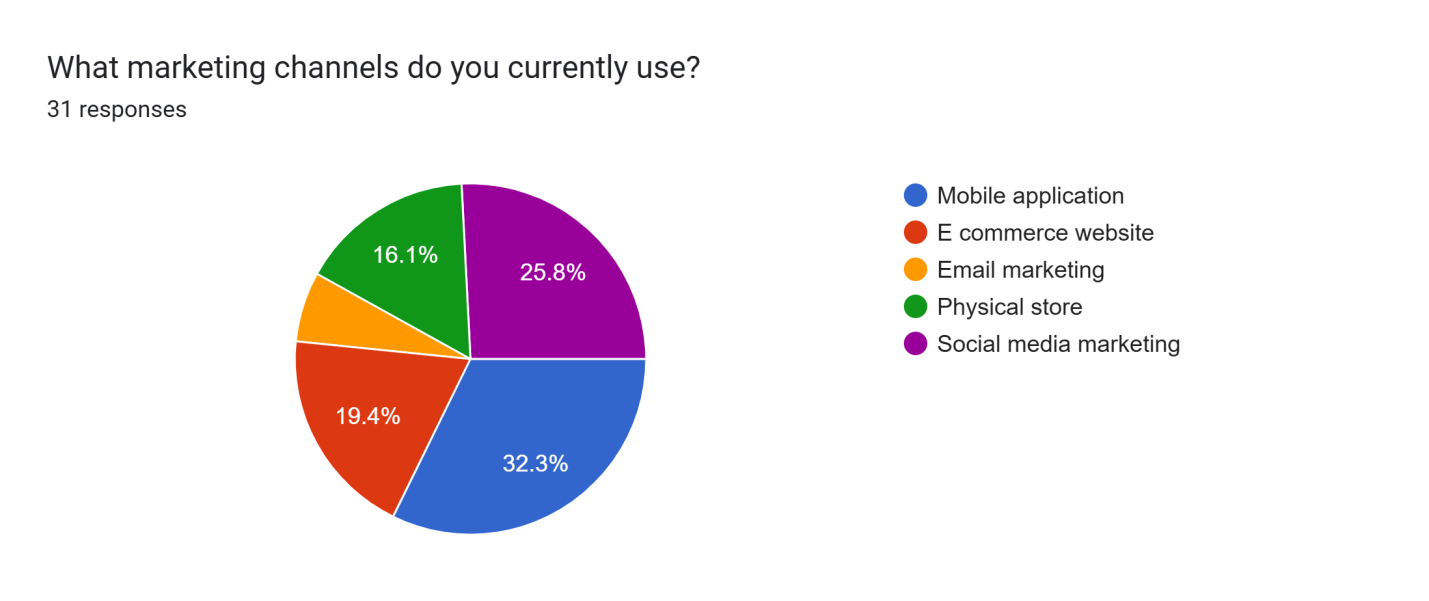 What marketing channels do you currently use?
31 responses
16.1%
25.8%
19.4%
32.3%
Mobile application
E commerce website
Email marketing
Physical store
Social media marketing